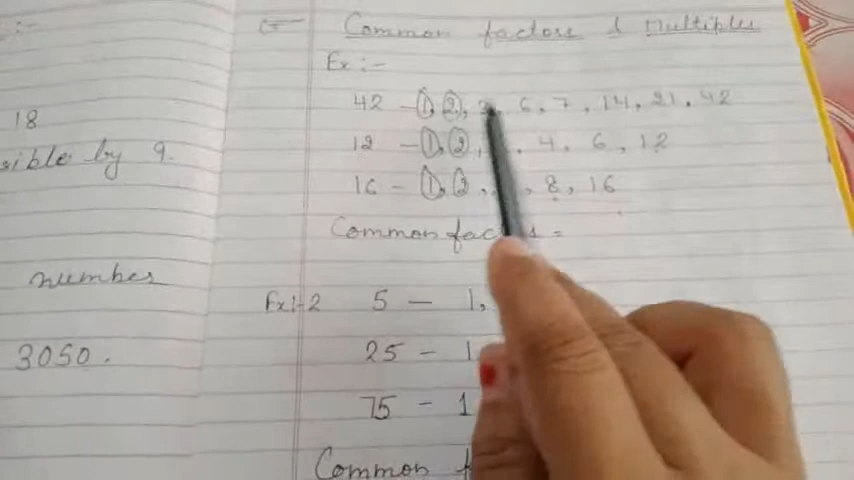 :-
18
sible by 9.
number
3050.
Common factors & Multiples
Ex:-
42 - 1, 2, 3, 6, 7, 14, 21, 42
12 - 1, 2, , 4, 6, 12
16 - 1, 2, , 8, 16
Common fac s =
Ex:-2 5 - 1,
25 - 1
75 - 1
Common f